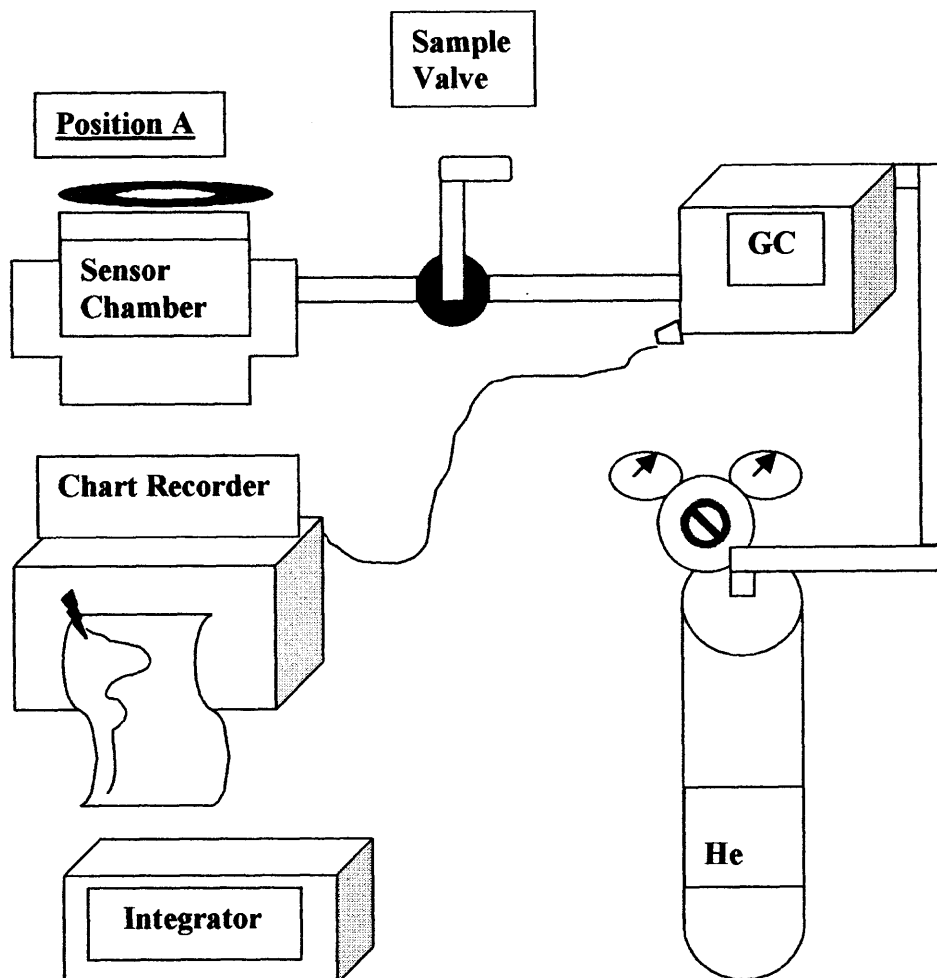 Sample
Valve
Position A
GC
Sensor
Chamber
Chart Recorder
He
Integrator